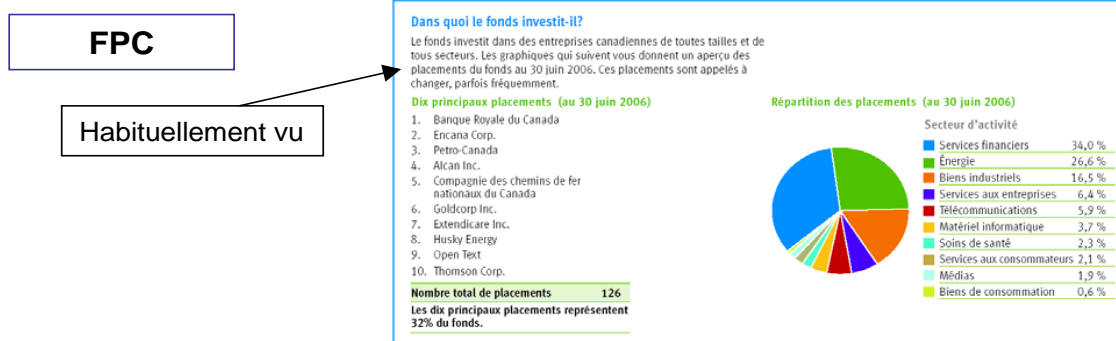 FPC
Habituellement vu
Dans quoi le fonds investit-il?
Le fonds investit dans des entreprises canadiennes de toutes tailles et de
tous secteurs. Les graphiques qui suivent vous donnent un aperçu des
placements du fonds au 30 juin 2006. Ces placements sont appelés à
changer, parfois fréquemment.
Dix principaux placements (au 30 juin 2006)
1. Banque Royale du Canada
2. Encana Corp.
3. Petro-Canada
4. Alcan Inc.
5. Compagnie des chemins de fer
nationaux du Canada
6. Goldcorp Inc.
7. Extendicare Inc.
8. Husky Energy
9. Open Text
10. Thomson Corp.
Nombre total de placements 126
Les dix principaux placements représentent
32% du fonds.
Répartition des placements (au 30 juin 2006)
Secteur d'activité
Services financiers 34,0 %
Énergie 26,6 %
Biens industriels 16,5 %
Services aux entreprises 6,4 %
Télécommunications 5,9 %
Matériel informatique 3,7 %
Soins de santé 2,3 %
Services aux consommateurs 2,1 %
Médias 1,9 %
Biens de consommation 0,6 %